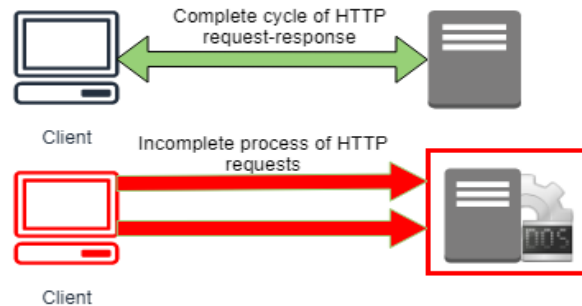 Complete cycle of HTTP
request-response
Client
Incomplete process of HTTP
requests
DOS
Client